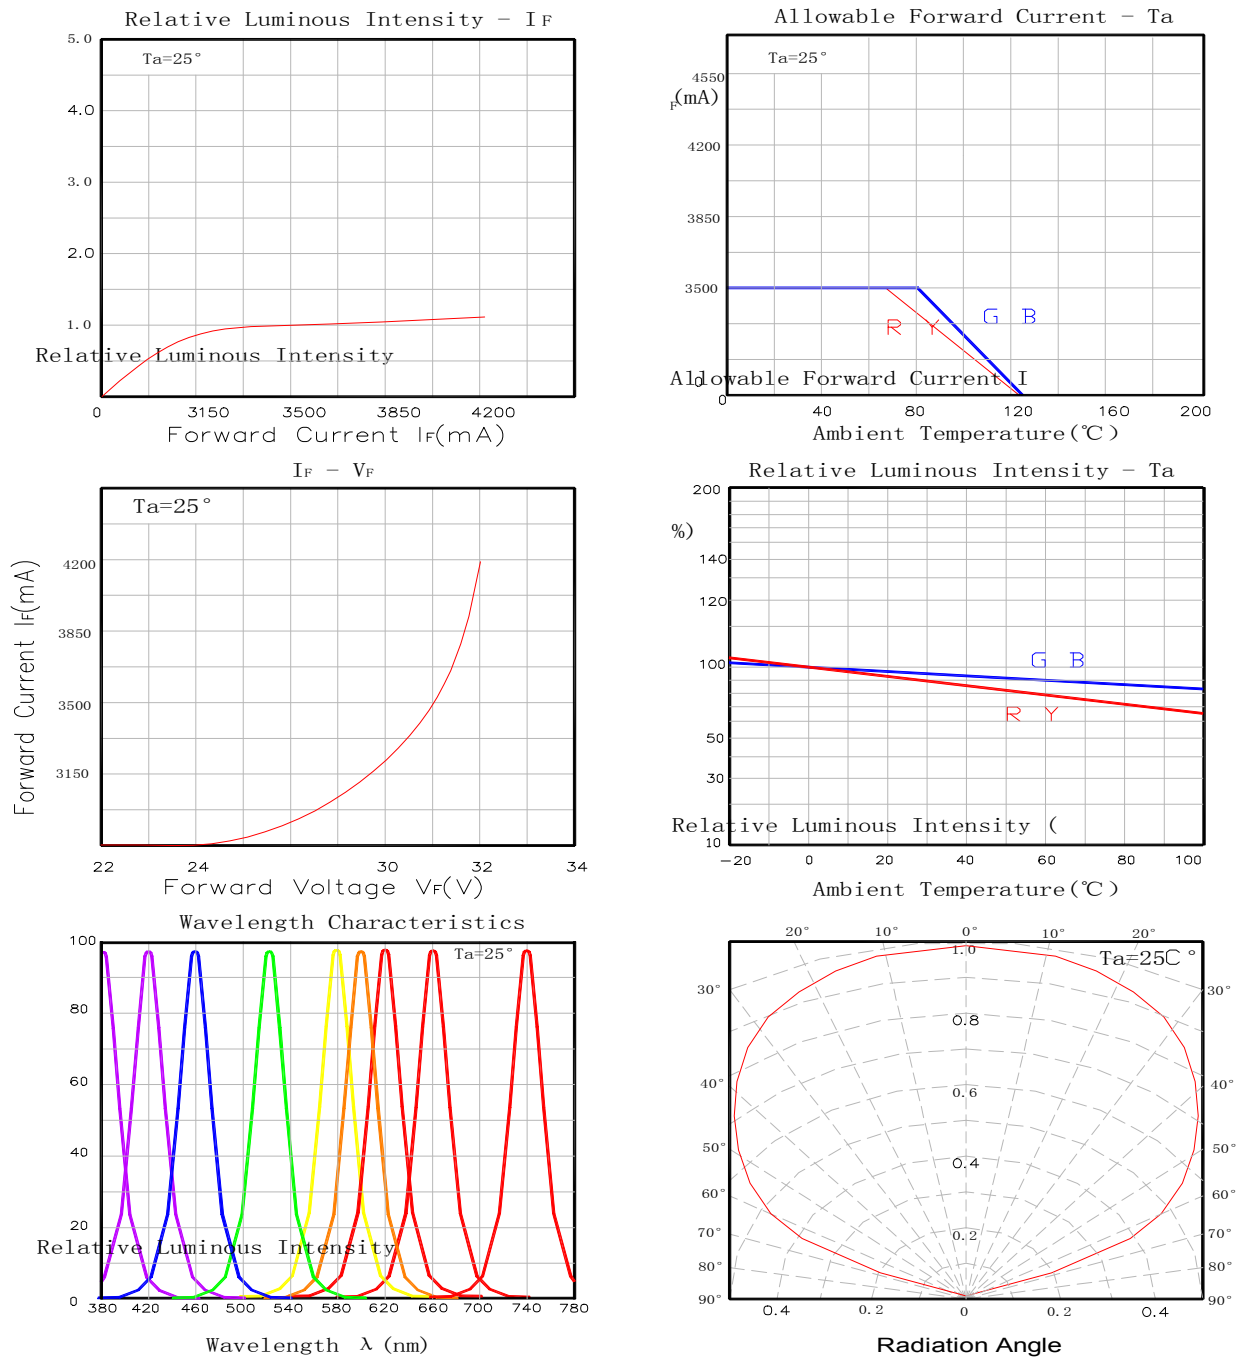 Relative Luminous Intensity - IF
5.0
Ta=25°
4.0
3.0
2.0
1.0
Relative Luminous Intensity
0 3150 3500 3850 4200
Forward Current IF(mA)
Allowable Forward Current - Ta
Ta=25°
4550
F(mA)
4200
3850
3500
G B
R Y
0
Allowable Forward Current I
0 40 80 120 160 200
Ambient Temperature(℃)
IF - VF
Ta=25°
Forward Current IF(mA)
4200
3850
3500
3150
22 24 30 32 34
Forward Voltage VF(V)
Relative Luminous Intensity - Ta
200
%)
140
120
100
G B
R Y
50
30
Relative Luminous Intensity (
10
-20 0 20 40 60 80 100
Ambient Temperature(℃)
Wavelength Characteristics
100
Ta=25°
80
60
40
20
Relative Luminous Intensity
0
380 420 460 500 540 580 620 660 700 740 780
Wavelength λ (nm)
20° 10° 0° 10° 20°
1.0
Ta=25C °
30° 30°
0.8
40° 40°
0.6
50° 50°
0.4
60° 60°
70° 70°
0.2
80° 80°
90° 90°
0.4 0.2 0 0.2 0.4
Radiation Angle